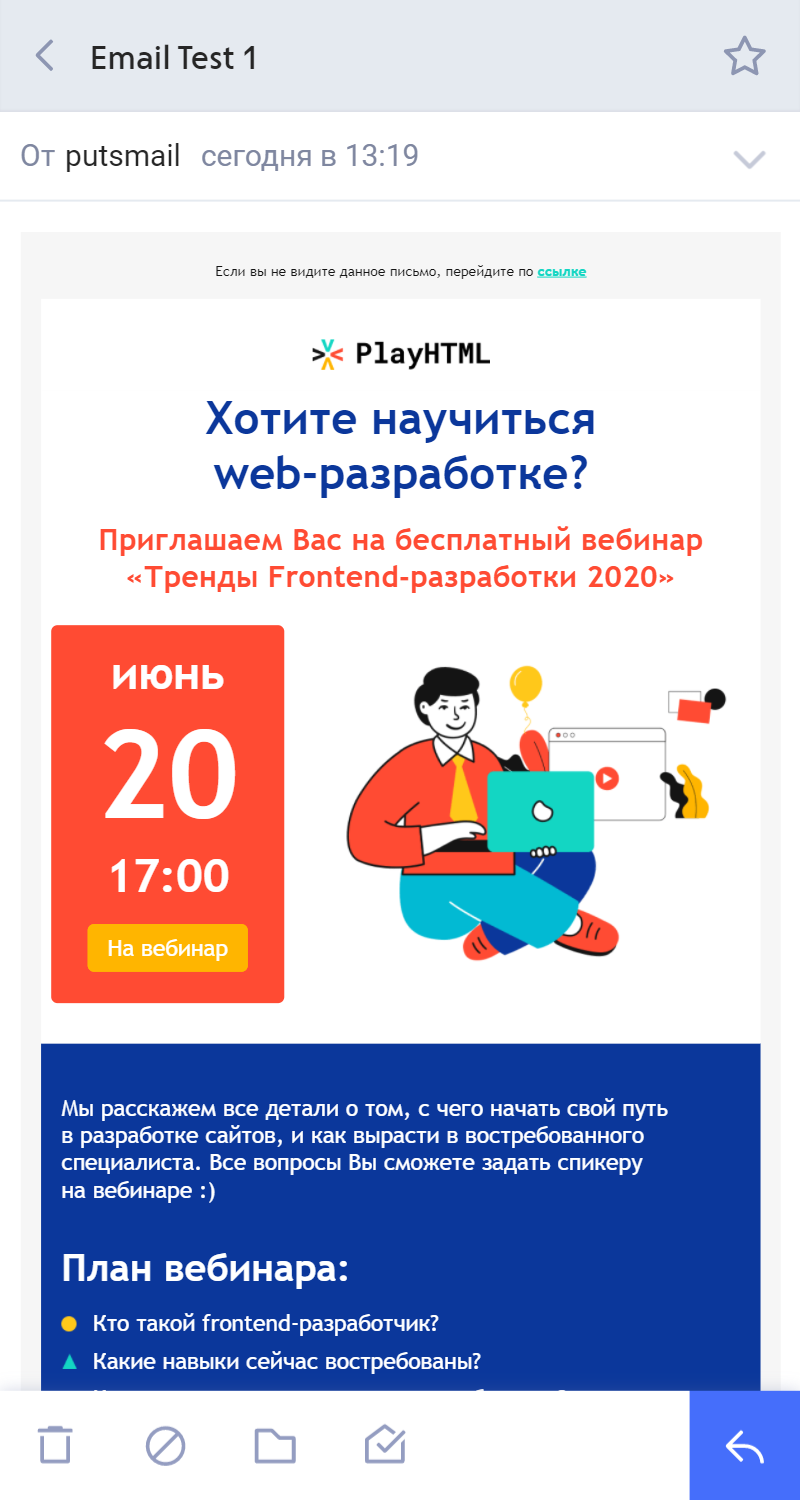 Email Test 1
От putsmail сегодня в 13:19
Если вы не видите данное письмо, перейдите по ссылке
PlayHTML
Хотите научиться
web-разработке?
Приглашаем Вас на бесплатный вебинар
«Тренды Frontend-разработки 2020»
июнь
20
17:00
На вебинар
Мы расскажем все детали о том, с чего начать свой путь
в разработке сайтов, и как вырасти в востребованного
специалиста. Все вопросы Вы сможете задать спикеру
на вебинаре :)
План вебинара:
Кто такой frontend-разработчик?
Какие навыки сейчас востребованы?